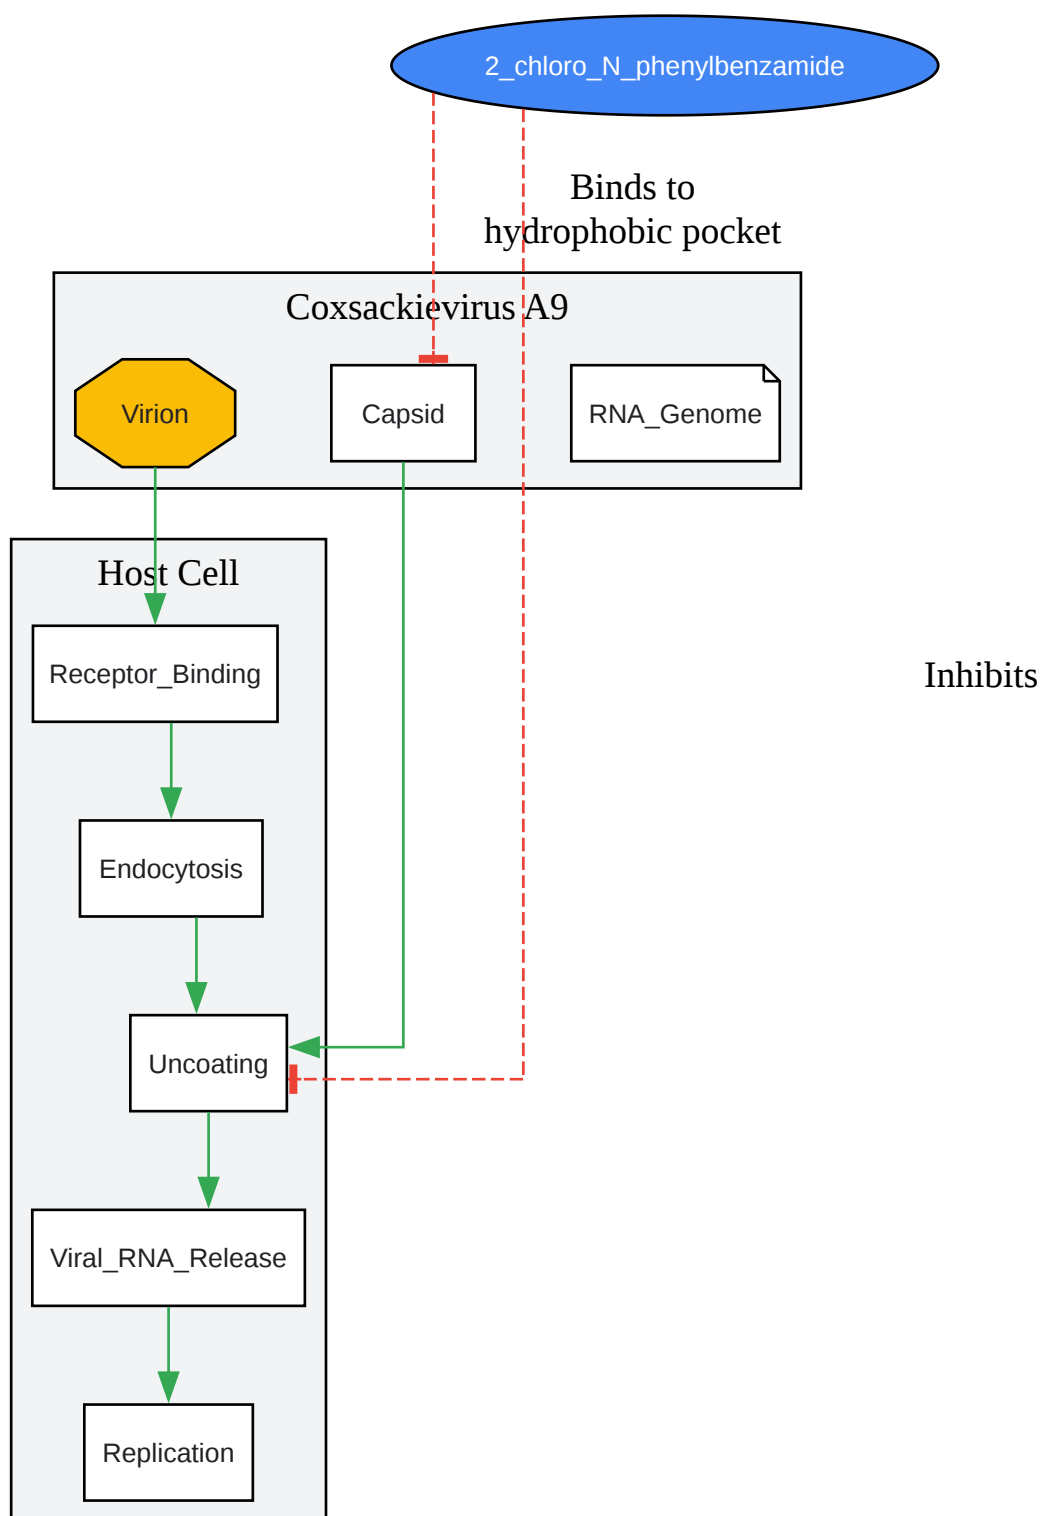 2_chloro_N_phenylbenzamide
Binds to
hydrophobic pocket
Coxsackievirus A9
Virion
Capsid
RNA_Genome
Host Cell
Receptor_Binding
Inhibits
Endocytosis
Uncoating
Viral_RNA_Release
Replication